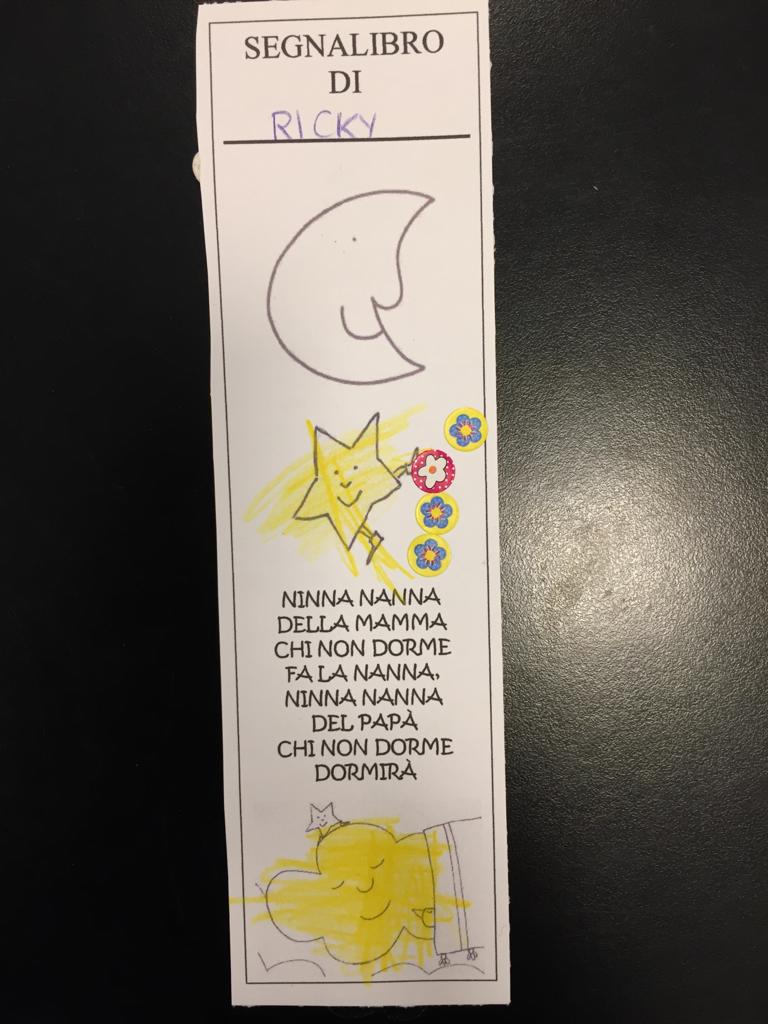 SEGNALIBRO
DI
RICKY
NINNA NANNA
DELLA MAMMA
CHI NON DORME
FA LA NANNA,
NINNA NANNA
DEL PAPÀ
CHI NON DORME
DORMIRÀ